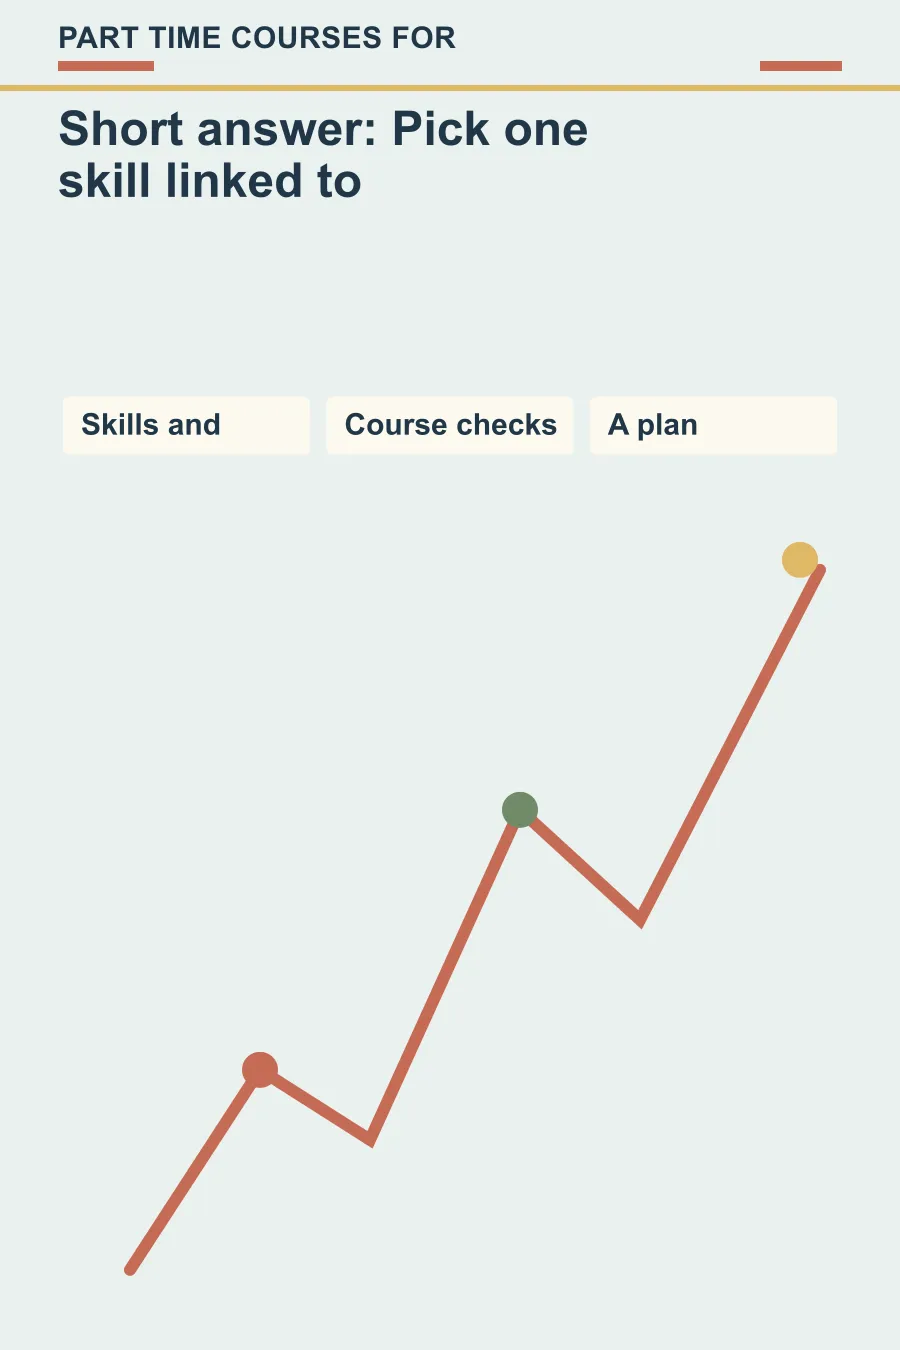 PART TIME COURSES FOR
Short answer: Pick one
skill linked to
Skills and
Course checks
A plan